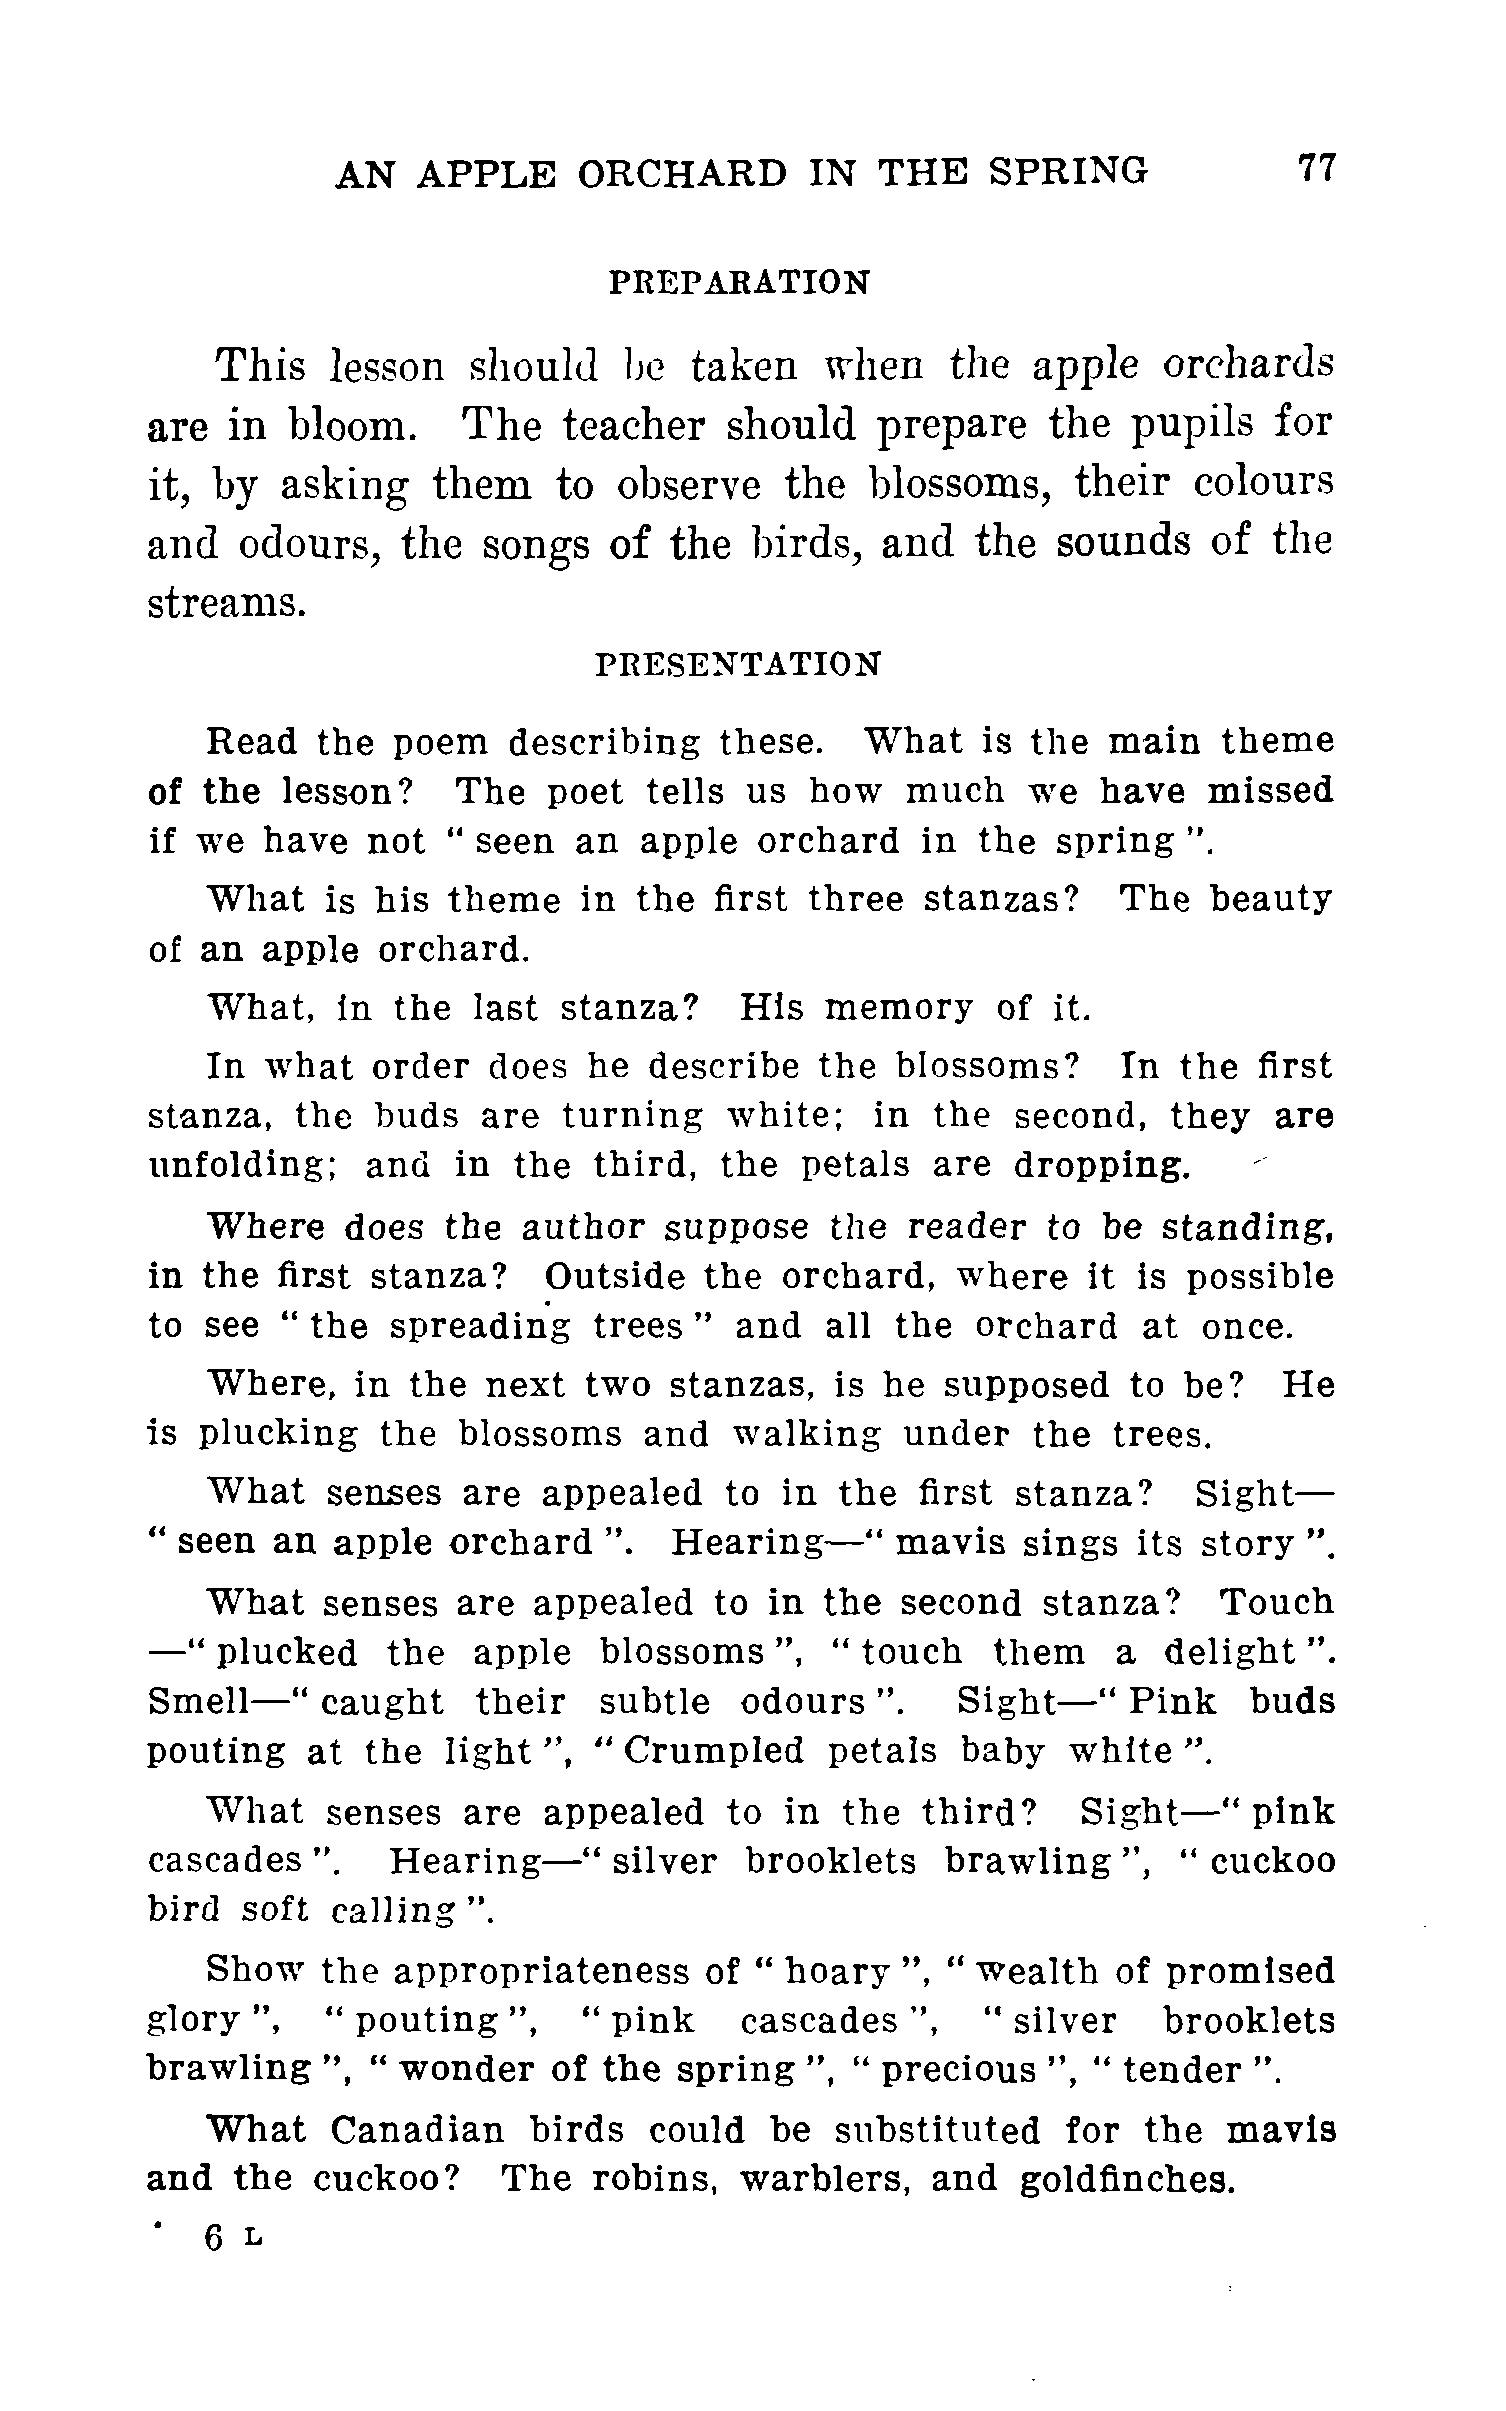 AN APPLE ORCHARD IN THE SPRING 77
PREPARATION
This lesson should be taken when the apple orchards
are in bloom. The teacher should prepare the pupils for
it, by asking them to observe the blossoms, their colours
and odours, the songs of the birds, and the sounds of the
streams.
PRESENTATION
Read the poem describing these. What is the main theme
of the lesson? The poet tells us how much we have missed
if we have not " seen an apple orchard in the spring ".
What is his theme in the first three stanzas? The beauty
of an apple orchard.
What, in the last stanza? His memory of it.
In what order does he describe the blossoms? In the first
stanza, the buds are turning white; in the second, they are
unfolding; and in the third, the petals are dropping.
Where does the author suppose the reader to be standing,
in the first stanza? Outside the orchard, where it is possible
to see " the spreading trees " and all the orchard at once.
Where, in the next two stanzas, is he supposed to be? He
is plucking the blossoms and walking under the trees.
What senses are appealed to in the first stanza? Sight—
" seen an apple orchard ". Hearing—" mavis sings its story ".
What senses are appealed to in the second stanza? Touch
—" plucked the apple blossoms ", " touch them a delight ".
Smell—" caught their subtle odours ". Sight—" Pink buds
pouting at the light ", " Crumpled petals baby white ".
What senses are appealed to in the third? Sight—" pink
cascades ". Hearing—" silver brooklets brawling ", " cuckoo
bird soft calling ".
Show the appropriateness of " hoary ", " wealth of promised
glory ", " pouting ", " pink cascades ", " silver brooklets
brawling ", " wonder of the spring ", " precious ", " tender ".
What Canadian birds could be substituted for the mavis
and the cuckoo? The robins, warblers, and goldfinches.
6 L